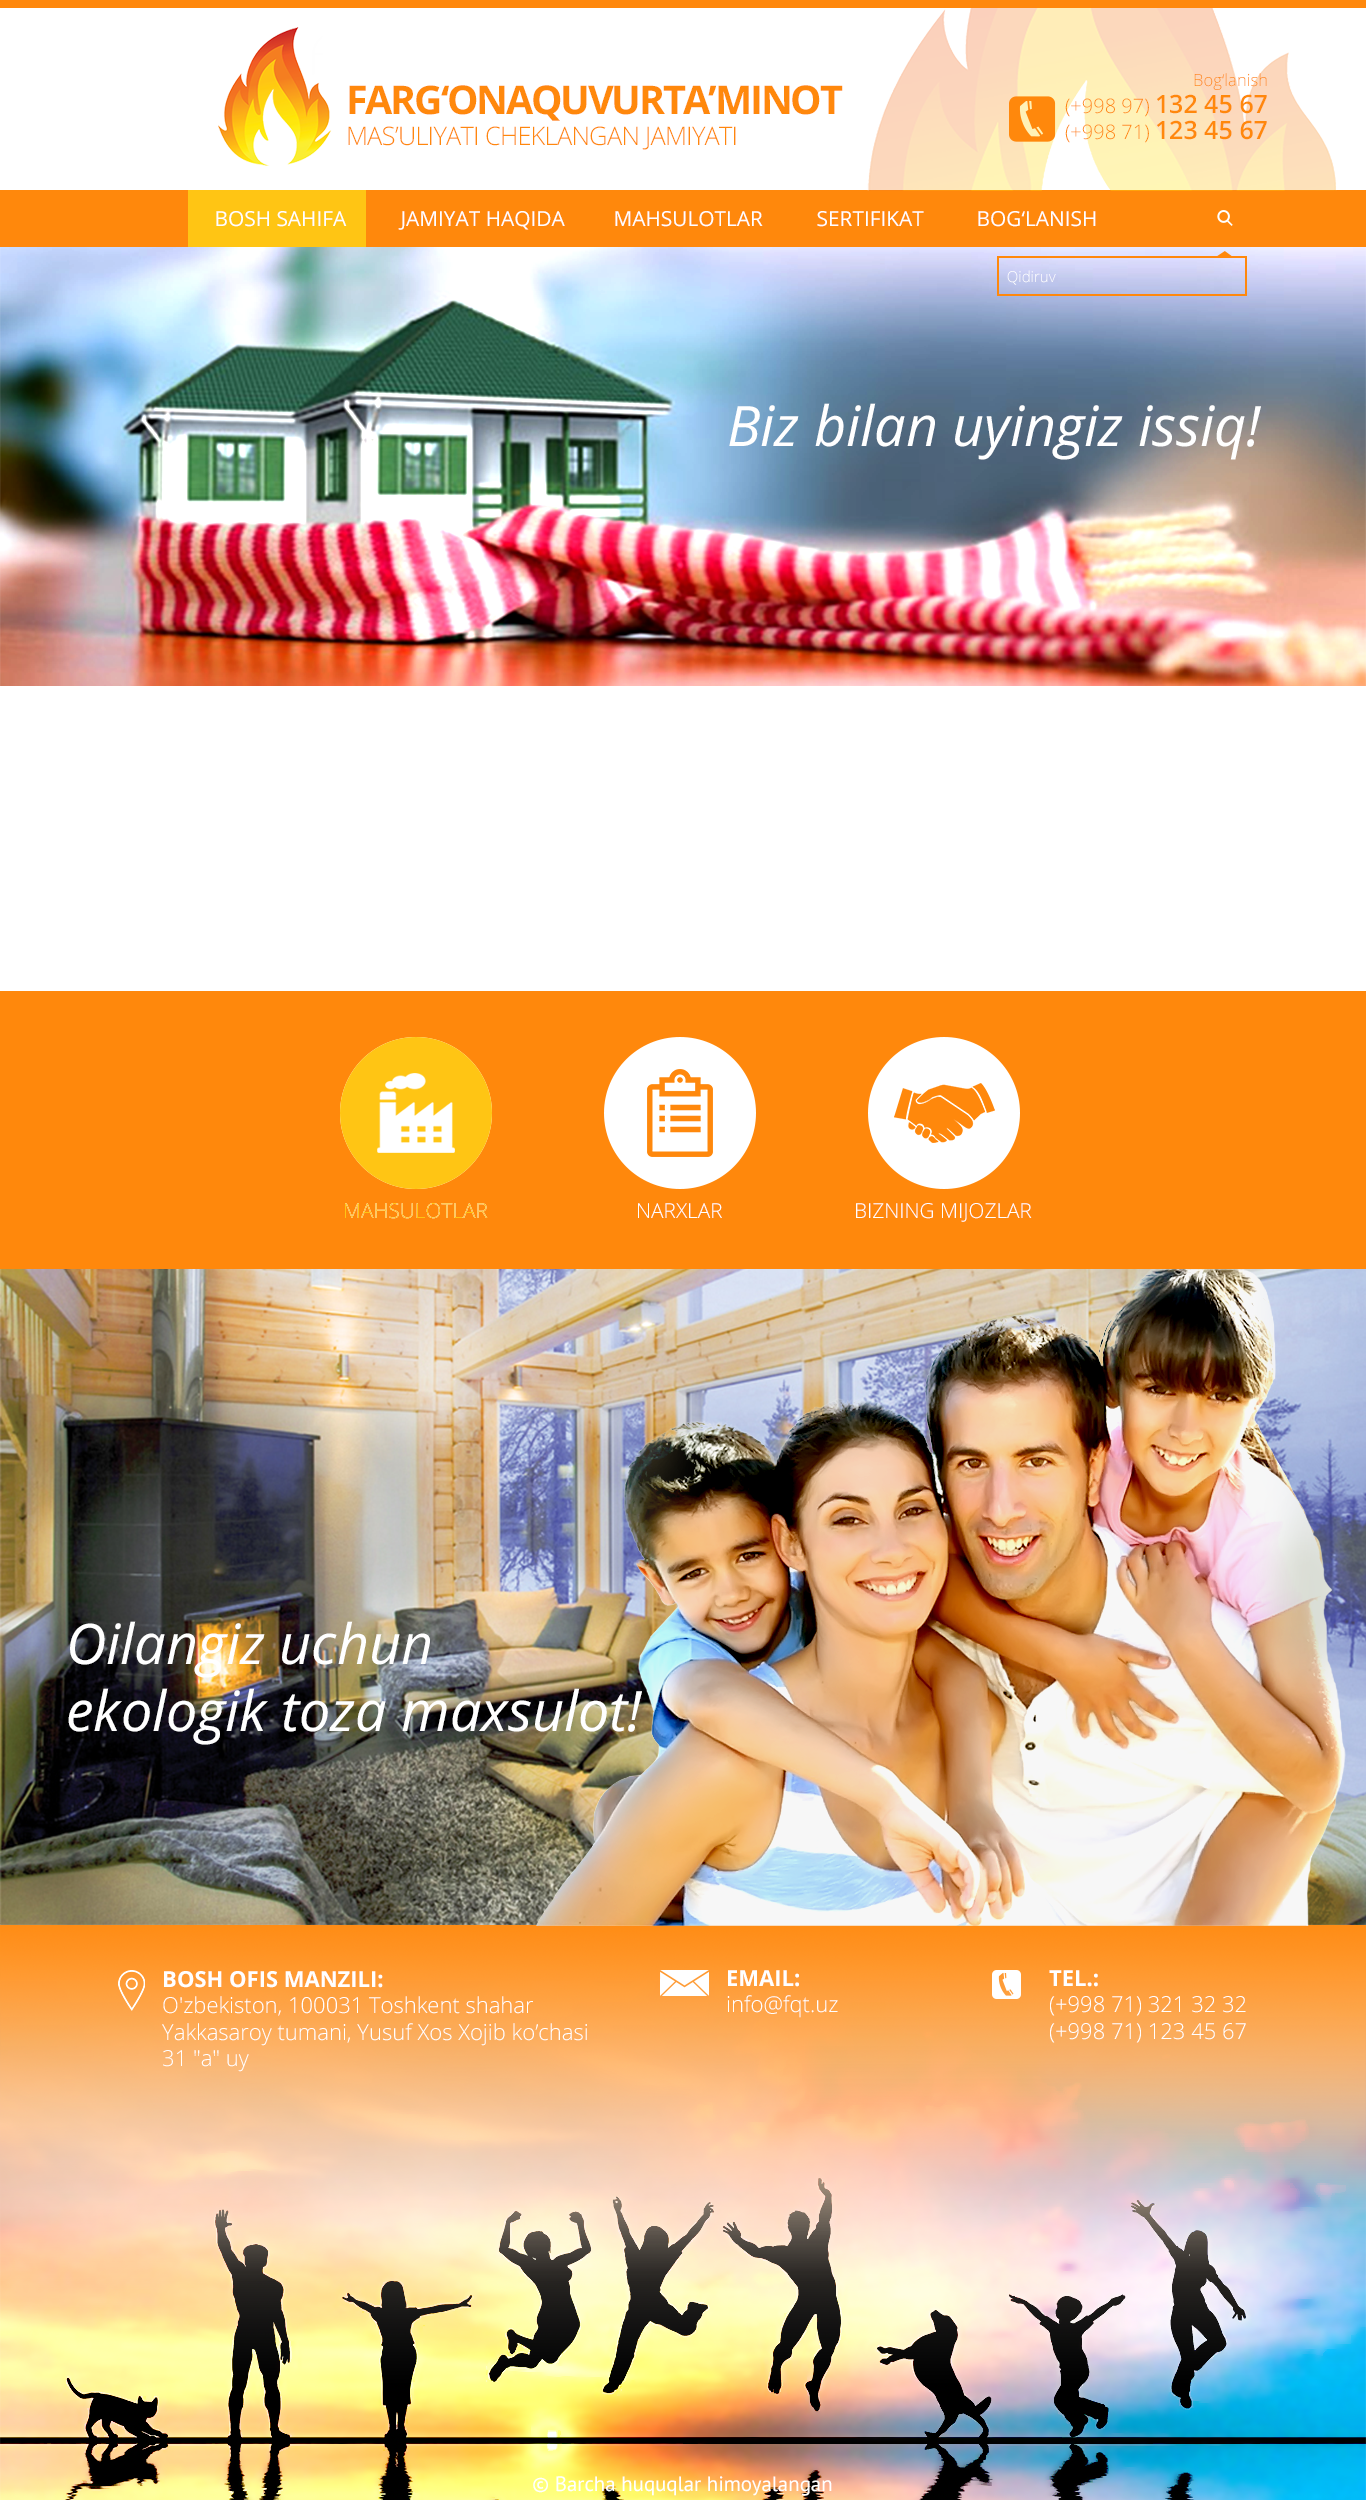 FARG‘ONAQUVURTA’MINOT
MAS’ULIYATI CHEKLANGAN JAMIYATI
Bog‘lanish
(+998 97) 132 45 67
(+998 71) 123 45 67
BOSH SAHIFA JAMIYAT HAQIDA MAHSULOTLAR SERTIFIKAT BOG‘LANISH
Qidiruv
Biz bilan uyingiz issiq!
MAHSULOTLAR NARXLAR BIZNING MIJOZLAR
Oilangiz uchun
ekologik toza maxsulot!
BOSH OFIS MANZILI:
O'zbekiston, 100031 Toshkent shahar
Yakkasaroy tumani, Yusuf Xos Xojib ko‘chasi
31 "a" uy
EMAIL:
info@fqt.uz
TEL.:
(+998 71) 321 32 32
(+998 71) 123 45 67
© Barcha huquqlar himoyalangan